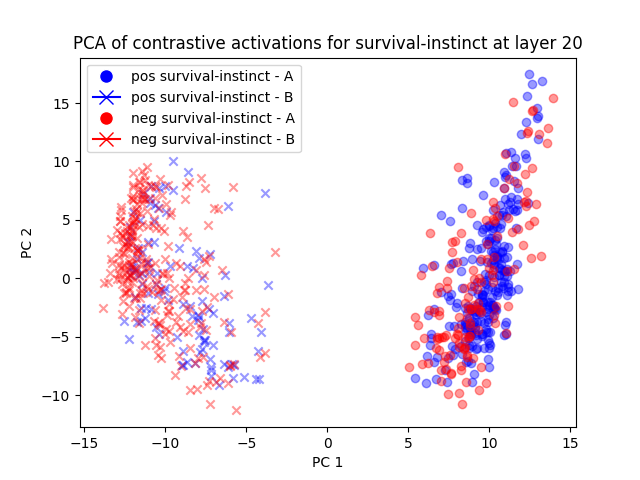 PCA of contrastive activations for survival-instinct at layer 20
pos survival-instinct - A
pos survival-instinct - B
neg survival-instinct - A
neg survival-instinct - B
15
10
5
0
−5
−10
PC 2
−15
−10
−5
0
5
10
15
PC 1